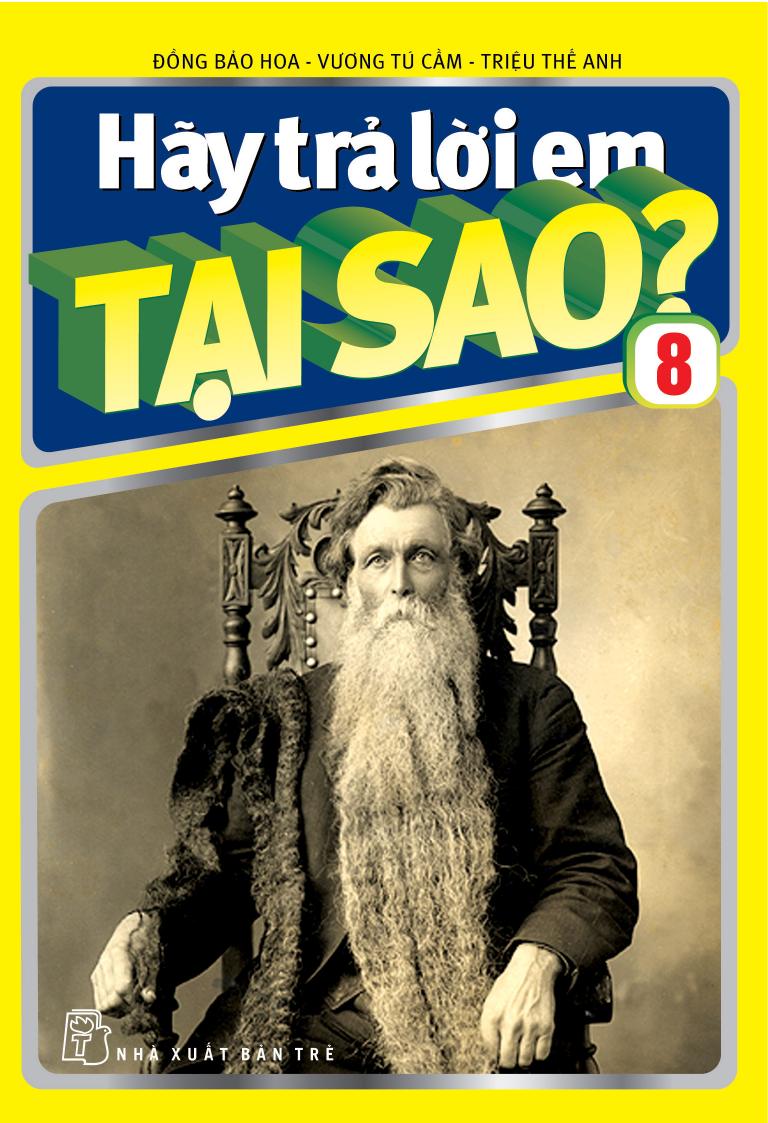 ĐỒNG BẢO HOA - VƯƠNG TÚ CẦM - TRIỆU THẾ ANH
Hãy trả lời em
TẠI SAO?
8
T
NHÀ XUẤT BẢN TRẺ